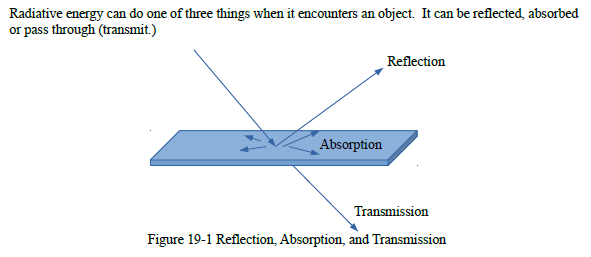 Radiative energy can do one of three things when it encounters an object.  It can be reflected, absorbed
or pass through (transmit.)
Reflection
Absorption
Transmission
Figure 19-1 Reflection, Absorption, and Transmission